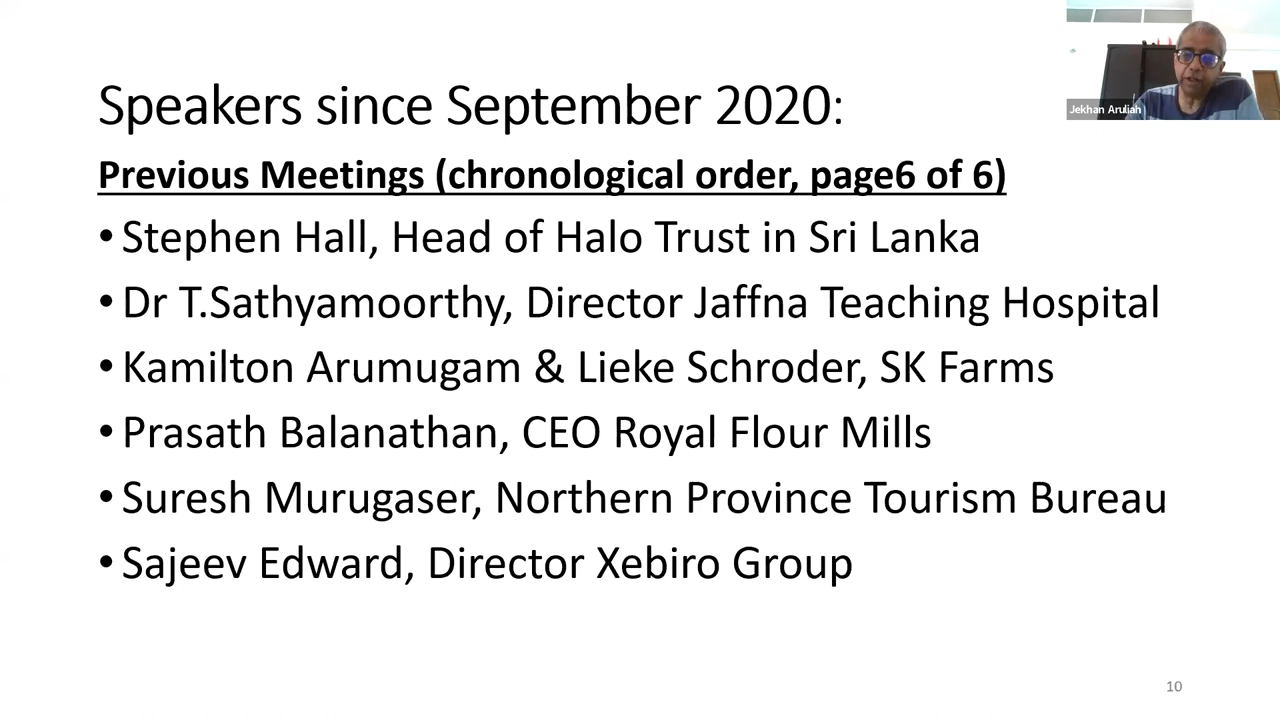 Speakers since September 2020:
Jekhan Aruliah
Previous Meetings (chronological order, page6 of 6)
• Stephen Hall, Head of Halo Trust in Sri Lanka
• Dr T.Sathyamoorthy, Director Jaffna Teaching Hospital
• Kamilton Arumugam & Lieke Schroder, SK Farms
• Prasath Balanathan, CEO Royal Flour Mills
• Suresh Murugaser, Northern Province Tourism Bureau
• Sajeev Edward, Director Xebiro Group
10